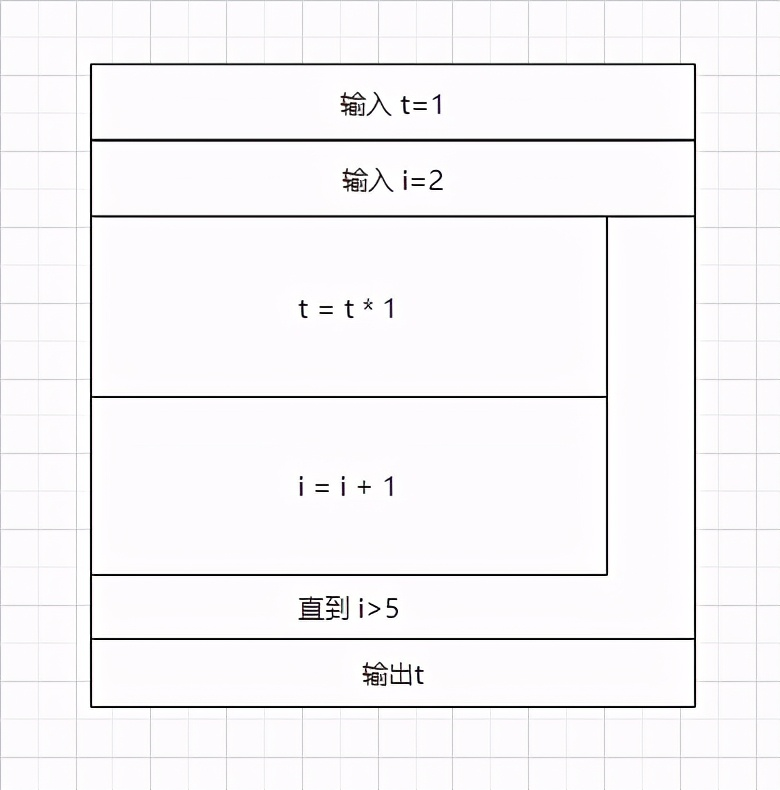 输入 t=1
输入 i=2
t = t * 1
i = i + 1
直到 i>5
输出t